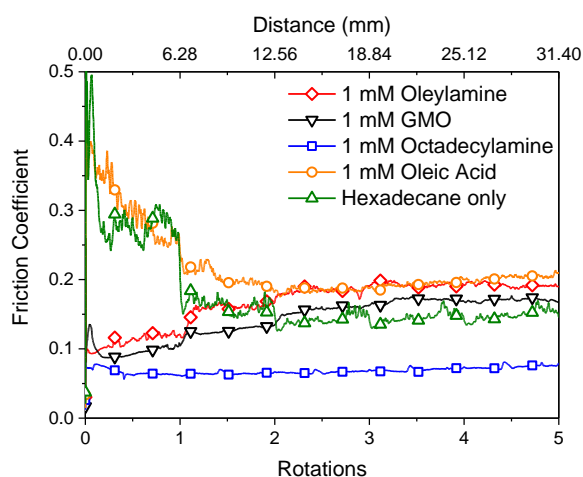 Distance (mm)
0.00 6.28 12.56 18.84 25.12 31.40
0.5
0.4
0.3
0.2
0.1
0.0
Friction Coefficient
1 mM Oleylamine
1 mM GMO
1 mM Octadecylamine
1 mM Oleic Acid
Hexadecane only
0 1 2 3 4 5
Rotations